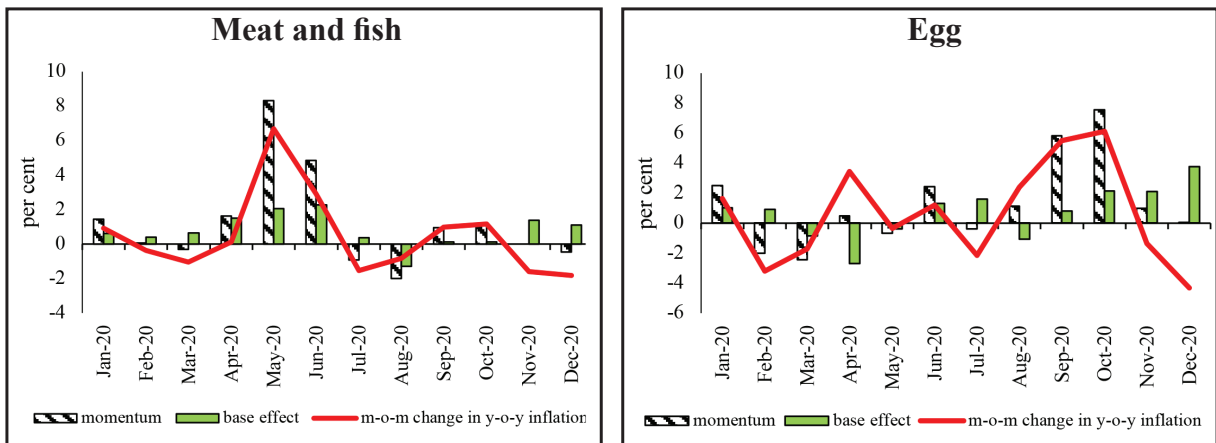 Meat and fish
per cent
10
8
6
4
2
0
-2
-4
Jan-20
Feb-20
Mar-20
Apr-20
May-20
Jun-20
Jul-20
Aug-20
Sep-20
Oct-20
Nov-20
Dec-20
momentum base effect m-o-m change in y-o-y inflation
Egg
per cent
10
8
6
4
2
0
-2
-4
-6
Jan-20
Feb-20
Mar-20
Apr-20
May-20
Jun-20
Jul-20
Aug-20
Sep-20
Oct-20
Nov-20
Dec-20
momentum base effect m-o-m change in y-o-y inflation